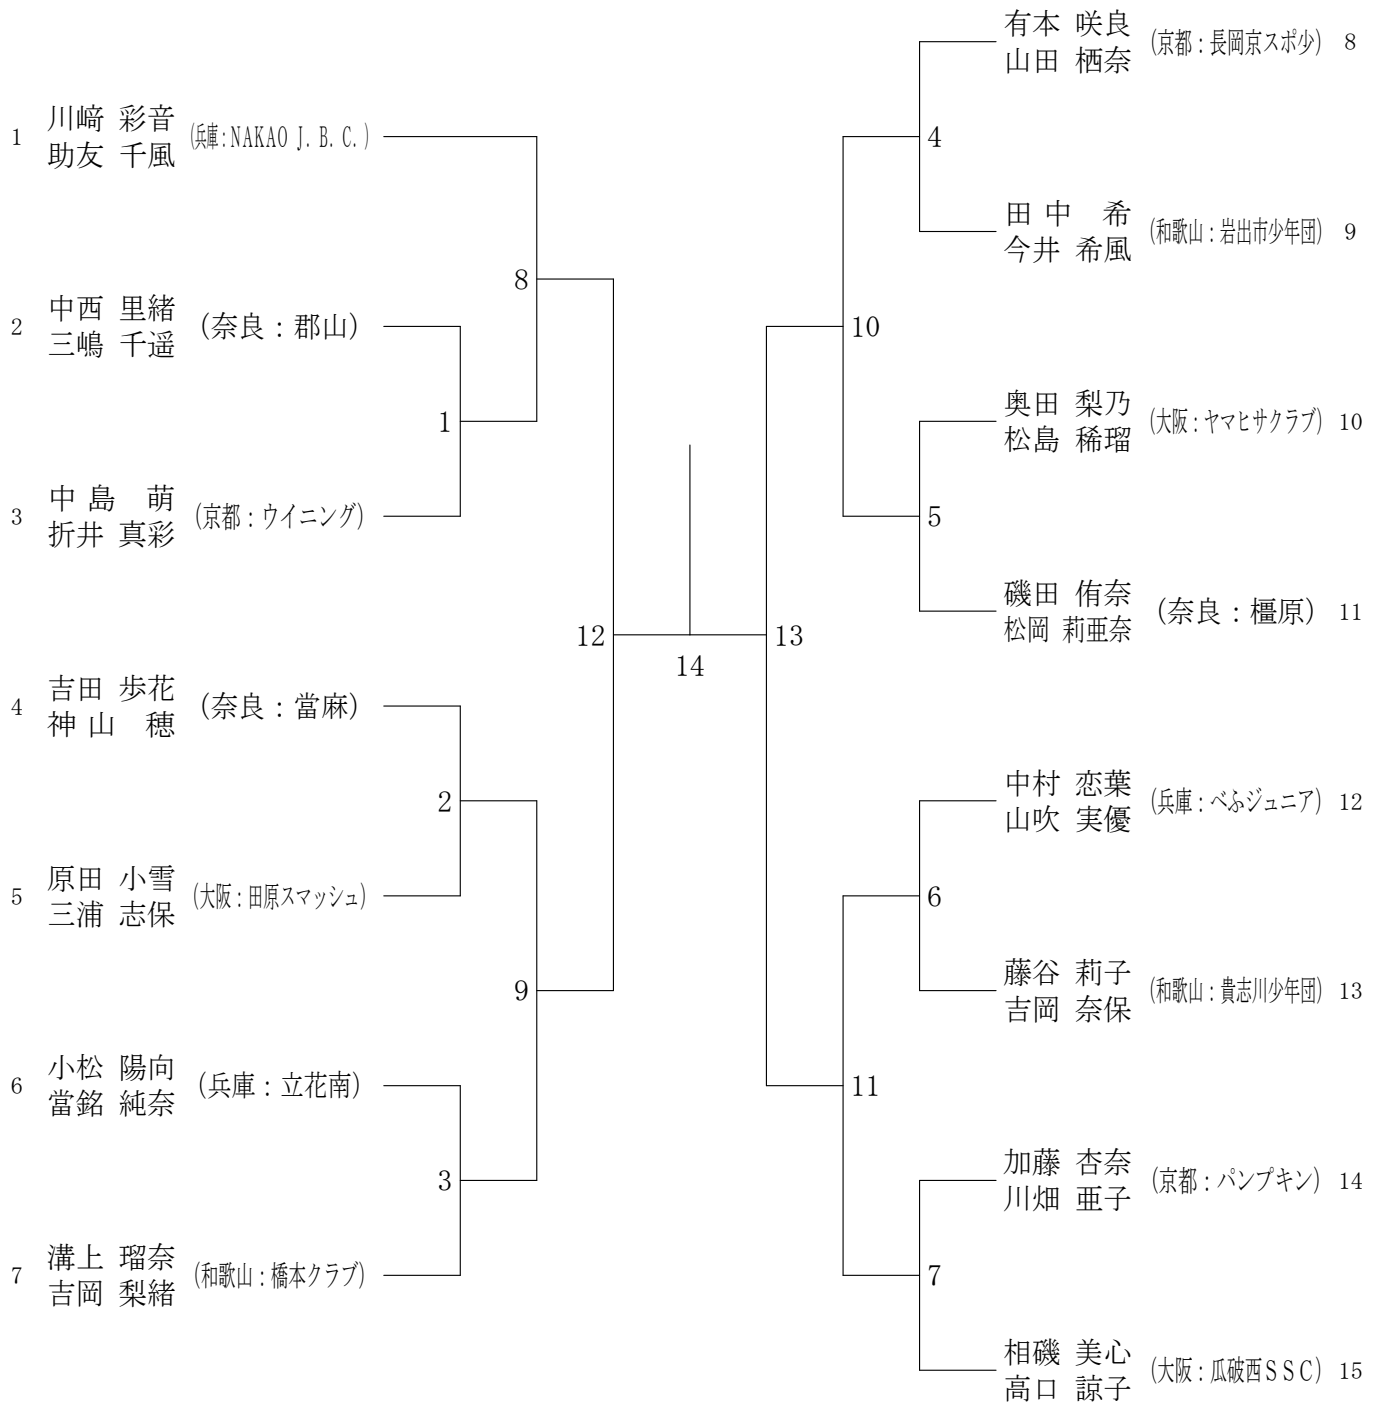 1 川﨑 彩音
助友 千風 (兵庫：NAKAO J．B．C．)
2 中西 里緒
三嶋 千遥 (奈良：郡山)
3 中島 萌
折井 真彩 (京都：ウイニング)
4 吉田 歩花
神山 穂 (奈良：當麻)
5 原田 小雪
三浦 志保 (大阪：田原スマッシュ)
6 小松 陽向
當銘 純奈 (兵庫：立花南)
7 溝上 瑠奈
吉岡 梨緒 (和歌山：橋本クラブ)
8
1
2
9
3
12
14
13
10
11
4
5
6
7
有本 咲良
山田 栖奈 (京都：長岡京スポ少) 8
田中 希
今井 希風 (和歌山：岩出市少年団) 9
奥田 梨乃
松島 稀瑠 (大阪：ヤマヒサクラブ) 10
磯田 侑奈
松岡 莉亜奈 (奈良：橿原) 11
中村 恋葉
山吹 実優 (兵庫：べふジュニア) 12
藤谷 莉子
吉岡 奈保 (和歌山：貴志川少年団) 13
加藤 杏奈
川畑 亜子 (京都：パンプキン) 14
相磯 美心
高口 諒子 (大阪：瓜破西ＳＳＣ) 15